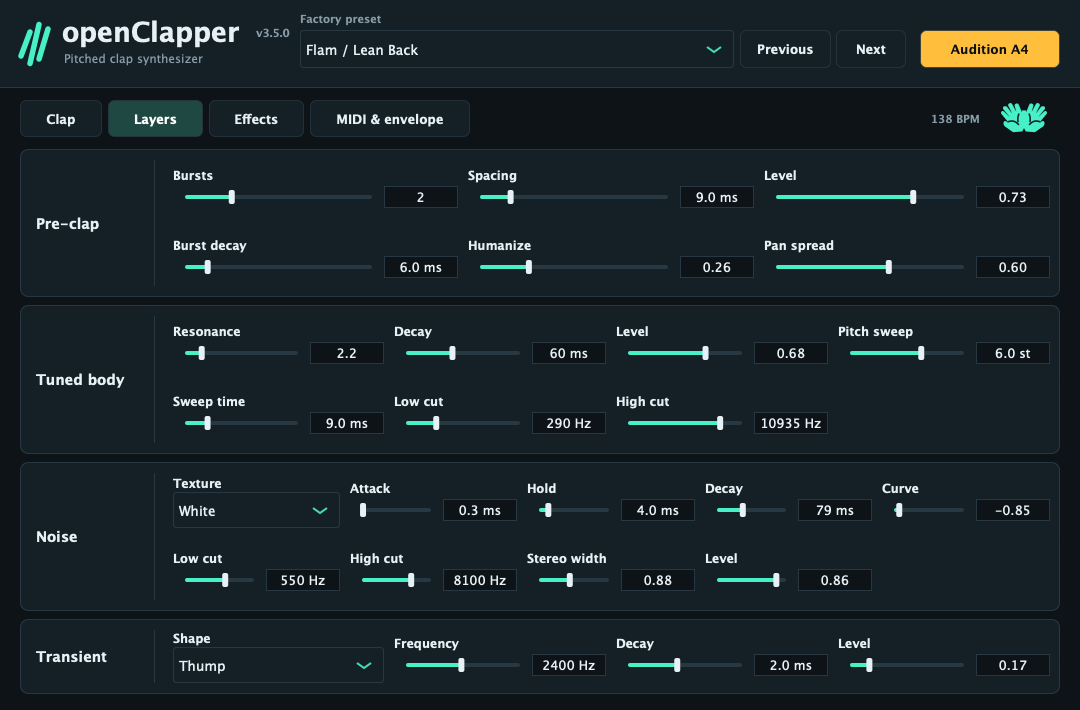 openClapper
v3.5.0
Pitched clap synthesizer
Factory preset
Flam / Lean Back
Previous
Next
Audition A4
Clap
Layers
Effects
MIDI & envelope
138 BPM
Pre-clap
Bursts
2
Spacing
9.0 ms
Level
0.73
Burst decay
6.0 ms
Humanize
0.26
Pan spread
0.60
Tuned body
Resonance
2.2
Decay
60 ms
Level
0.68
Pitch sweep
6.0 st
Sweep time
9.0 ms
Low cut
290 Hz
High cut
10935 Hz
Noise
Texture
White
Attack
0.3 ms
Hold
4.0 ms
Decay
79 ms
Curve
-0.85
Low cut
550 Hz
High cut
8100 Hz
Stereo width
0.88
Level
0.86
Transient
Shape
Thump
Frequency
2400 Hz
Decay
2.0 ms
Level
0.17